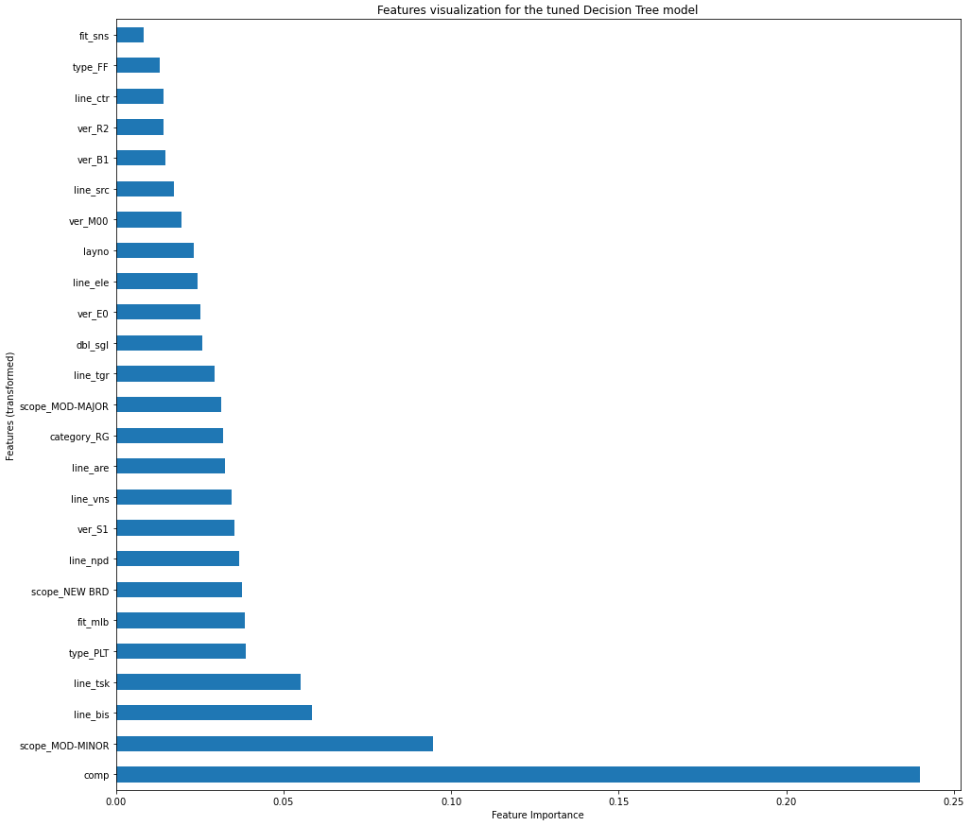 Features visualization for the tuned Decision Tree model
Features (transformed)
fit_sns
type_FF
line_ctr
ver_R2
ver_B1
line_src
ver_M00
layno
line_ele
ver_E0
dbl_sgl
line_tgr
scope_MOD-MAJOR
category_RG
line_are
line_vns
ver_S1
line_npd
scope_NEW BRD
fit_mlb
type_PLT
line_tsk
line_bis
scope_MOD-MINOR
comp
0.00 0.05 0.10 0.15 0.20 0.25
Feature Importance